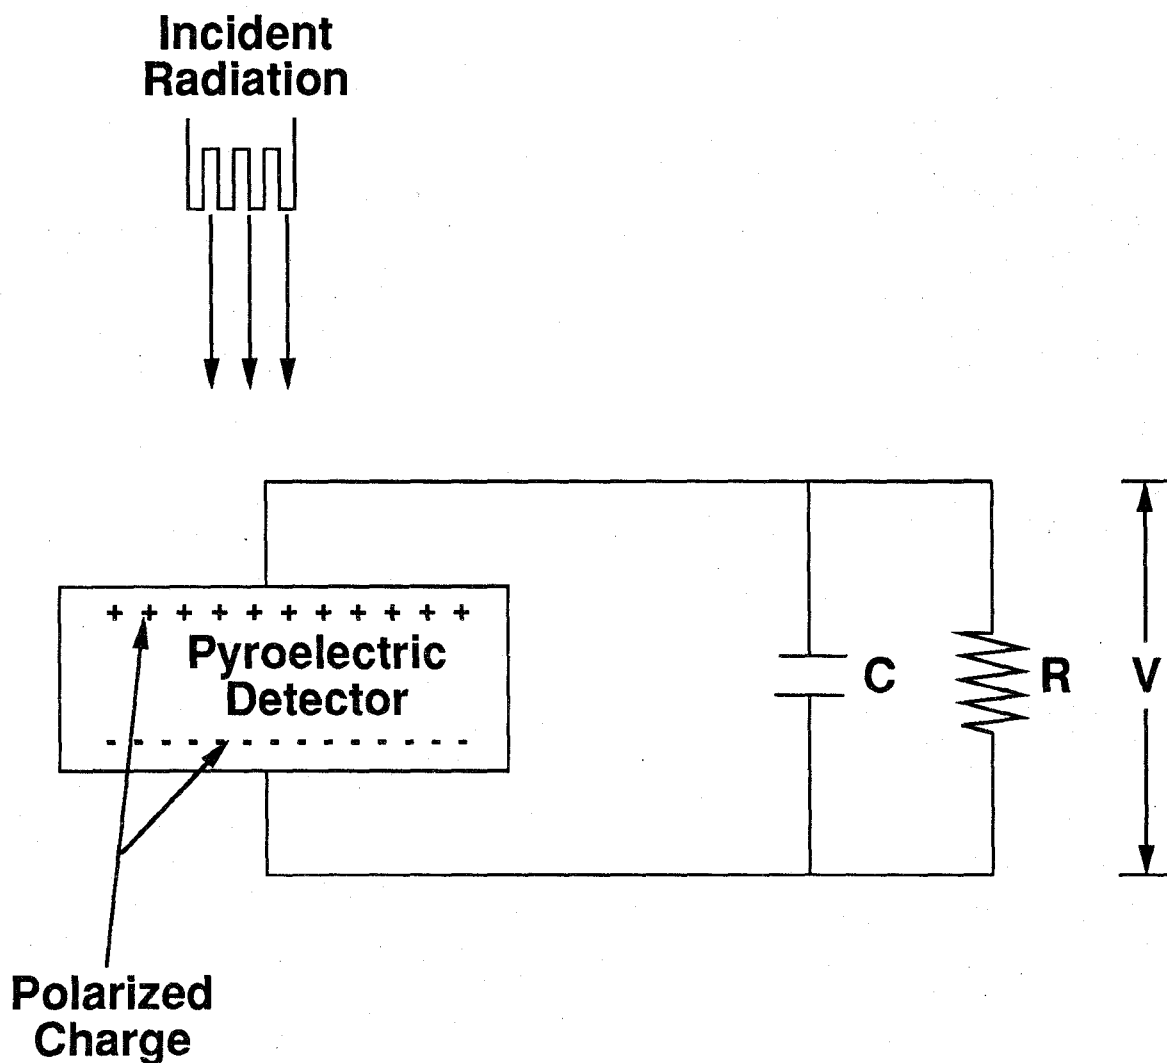 Incident
Radiation
+ + + + + + + + + + +
Pyroelectric
Detector
- - - - - - - - - - - - - -
C
R
V
Polarized
Charge